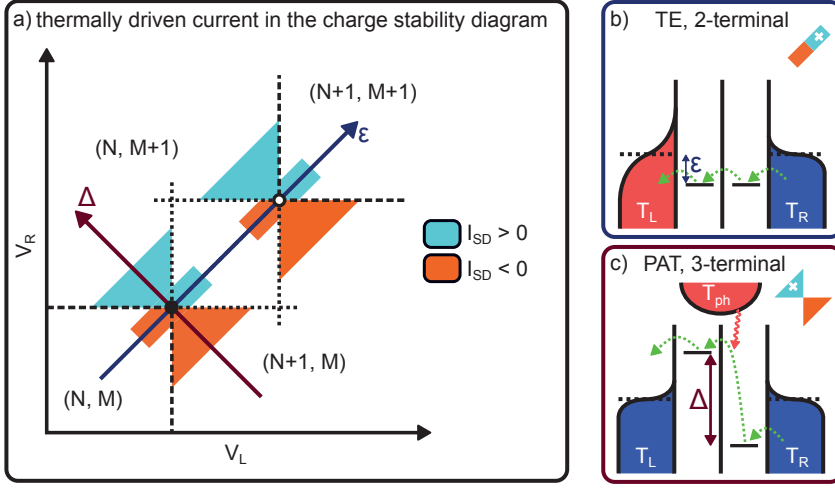 a) thermally driven current in the charge stability diagram
(N+1, M+1)
(N, M+1)
ε
Δ
V_R
I_SD > 0
I_SD < 0
(N, M)
(N+1, M)
V_L
b) TE, 2-terminal
ε
T_L
T_R
c) PAT, 3-terminal
T_ph
Δ
T_L
T_R